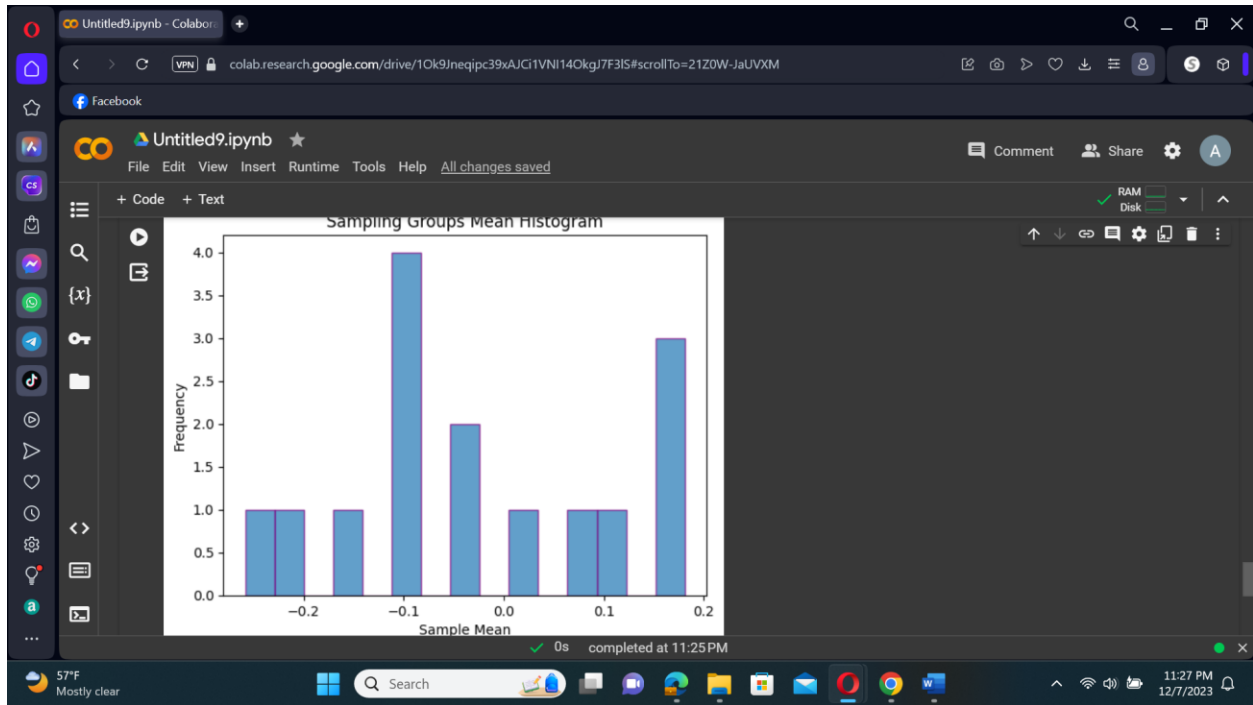 Untitled9.ipynb - Colabor
VPN colab.research.google.com/drive/1Ok9Jneqipc39xAJCi1VNI14OkgJ7F3lS#scrollTo=21Z0W-JaUVXM
Facebook
Untitled9.ipynb
File Edit View Insert Runtime Tools Help All changes saved
Comment Share A
+ Code + Text
RAM
Disk
Sampling Groups Mean Histogram
4.0
3.5
3.0
2.5
2.0
1.5
1.0
0.5
0.0
Frequency
−0.2 −0.1 0.0 0.1 0.2
Sample Mean
0s completed at 11:25 PM
57°F
Mostly clear
Search
11:27 PM
12/7/2023